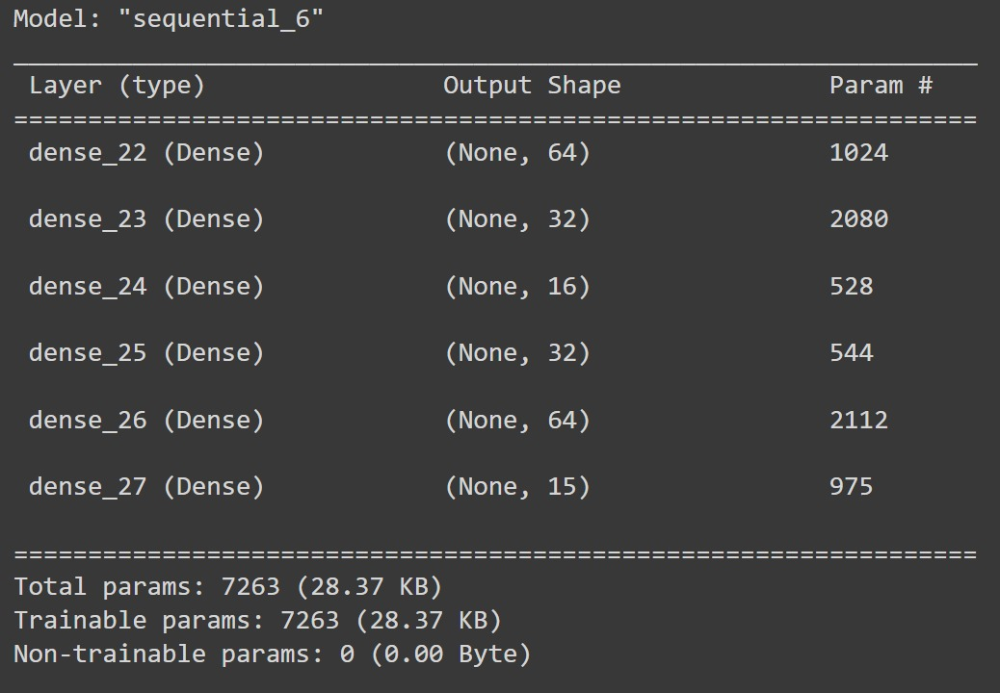 Model: "sequential_6"
_________________________________________________________________
Layer (type) Output Shape Param #
=================================================================
dense_22 (Dense) (None, 64) 1024
dense_23 (Dense) (None, 32) 2080
dense_24 (Dense) (None, 16) 528
dense_25 (Dense) (None, 32) 544
dense_26 (Dense) (None, 64) 2112
dense_27 (Dense) (None, 15) 975
=================================================================
Total params: 7263 (28.37 KB)
Trainable params: 7263 (28.37 KB)
Non-trainable params: 0 (0.00 Byte)